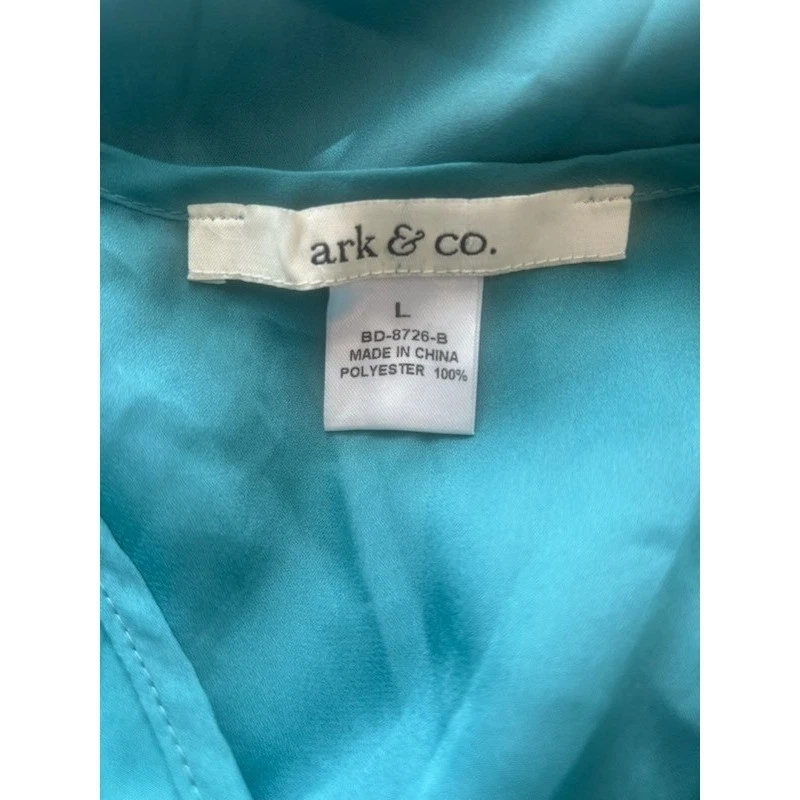 ark & co.
L
BD-8726-B
MADE IN CHINA
POLYESTER 100%